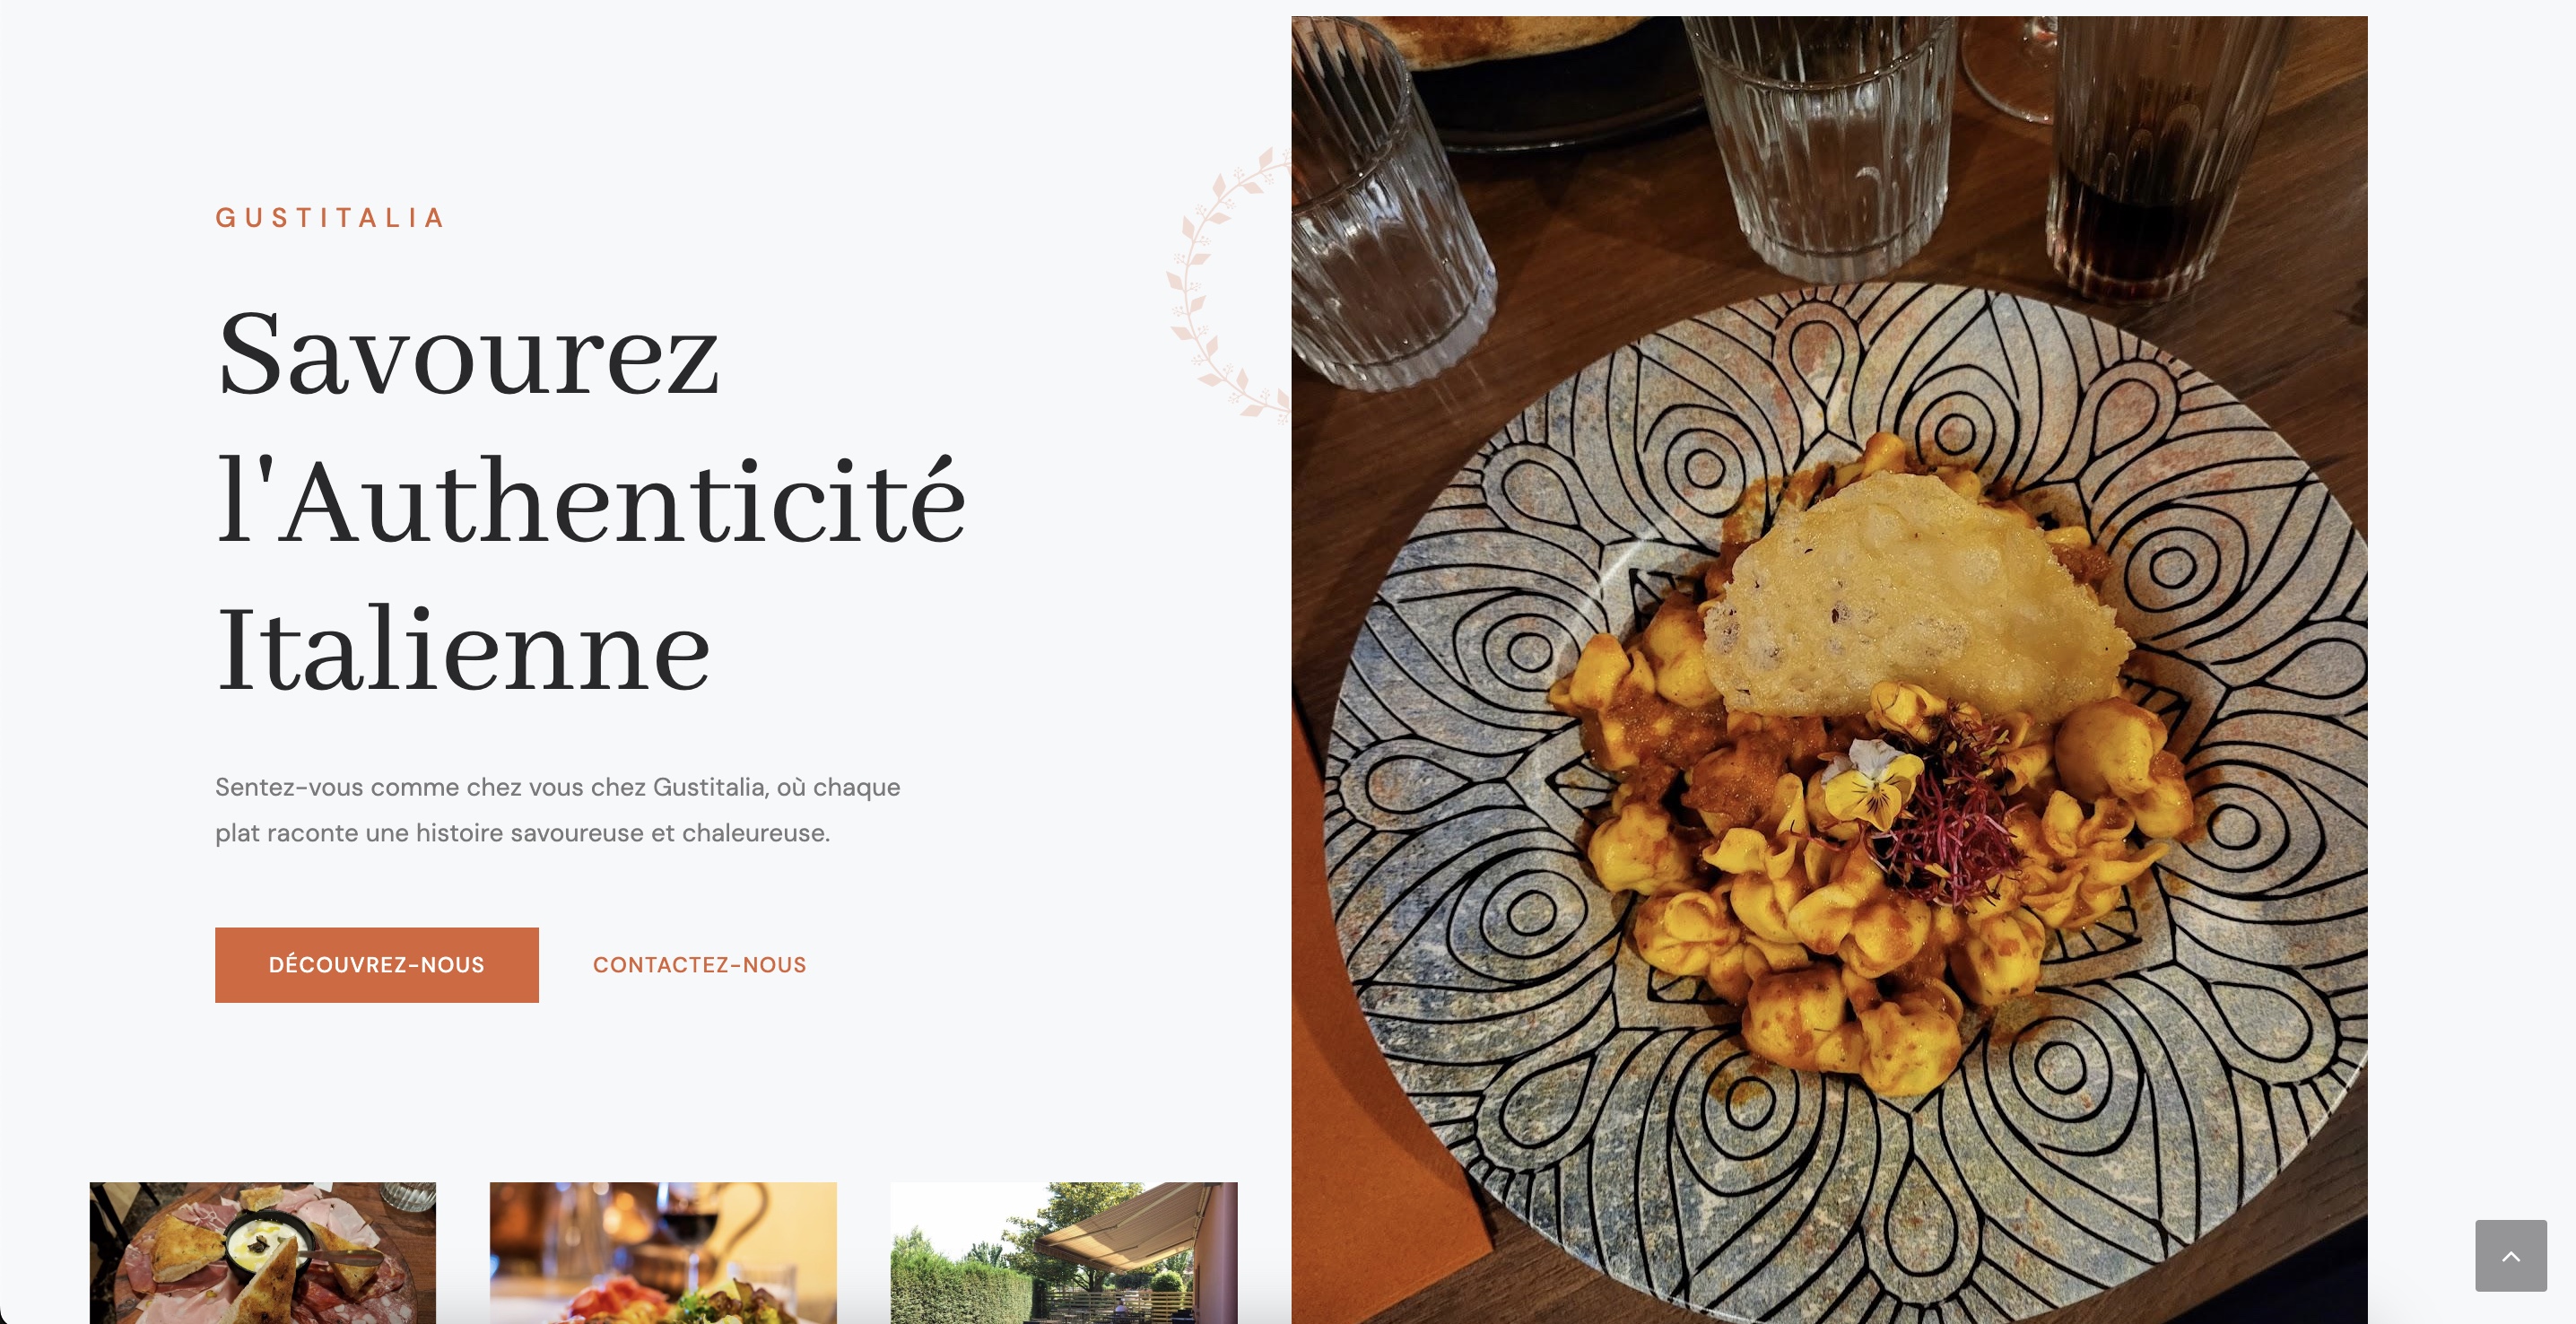 GUSTITALIA
Savourez
l'Authenticité
Italienne
Sentez-vous comme chez vous chez Gustitalia, où chaque
plat raconte une histoire savoureuse et chaleureuse.
DÉCOUVREZ-NOUS
CONTACTEZ-NOUS